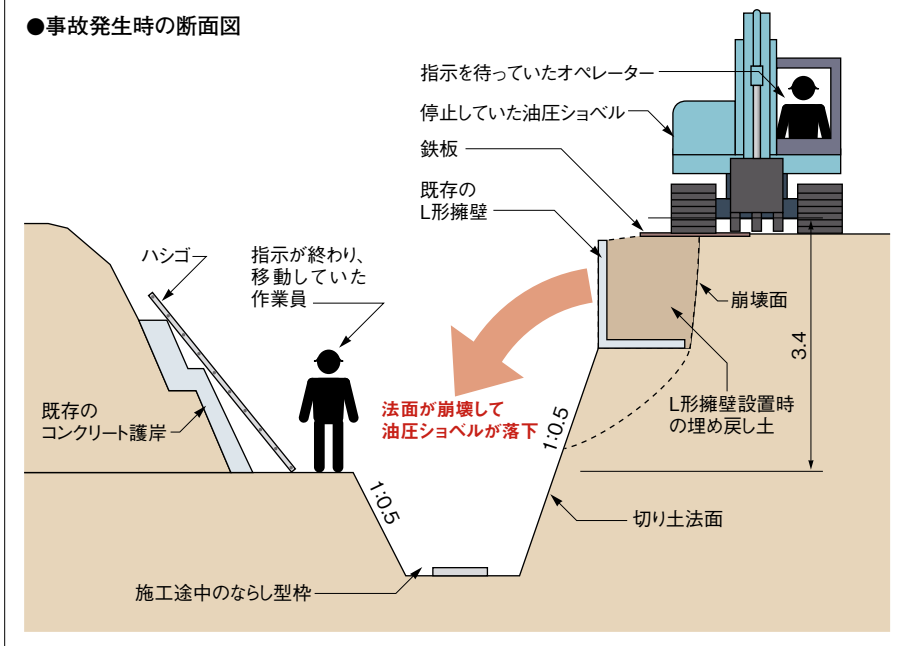 ●事故発生時の断面図
指示を待っていたオペレーター
停止していた油圧ショベル
鉄板
既存の
L形擁壁
ハシゴ
指示が終わり、
移動していた
作業員
崩壊面
3.4
法面が崩壊して
油圧ショベルが落下
1:0.5
L形擁壁設置時
の埋め戻し土
既存の
コンクリート護岸
1:0.5
切り土法面
施工途中のならし型枠